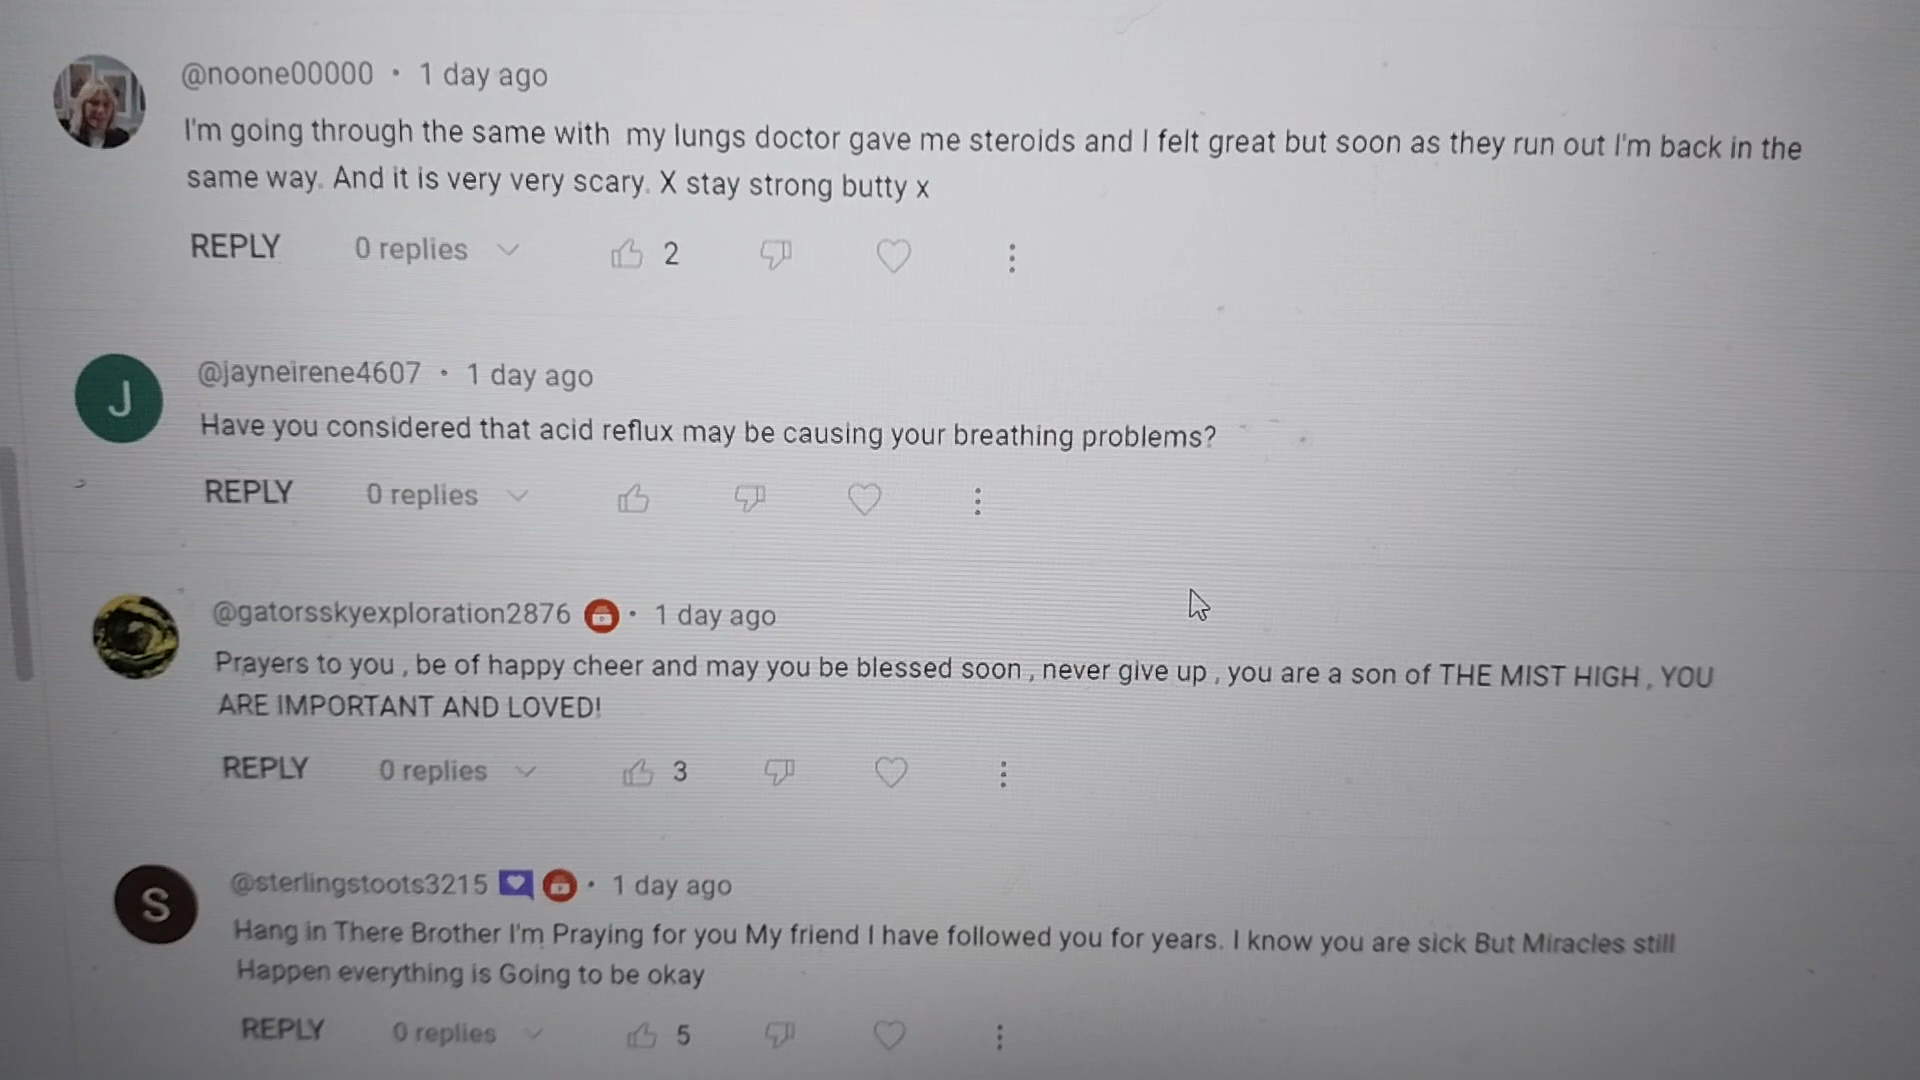 @noone00000 • 1 day ago
I'm going through the same with my lungs doctor gave me steroids and I felt great but soon as they run out I'm back in the
same way. And it is very very scary. X stay strong butty x
REPLY 0 replies 2
J
@jayneirene4607 • 1 day ago
Have you considered that acid reflux may be causing your breathing problems?
REPLY 0 replies
@gatorsskyexploration2876 • 1 day ago
Prayers to you , be of happy cheer and may you be blessed soon , never give up , you are a son of THE MIST HIGH , YOU
ARE IMPORTANT AND LOVED!
REPLY 0 replies 3
S
@sterlingstoots3215 • 1 day ago
Hang in There Brother I'm Praying for you My friend I have followed you for years. I know you are sick But Miracles still
Happen everything is Going to be okay
REPLY 0 replies 5